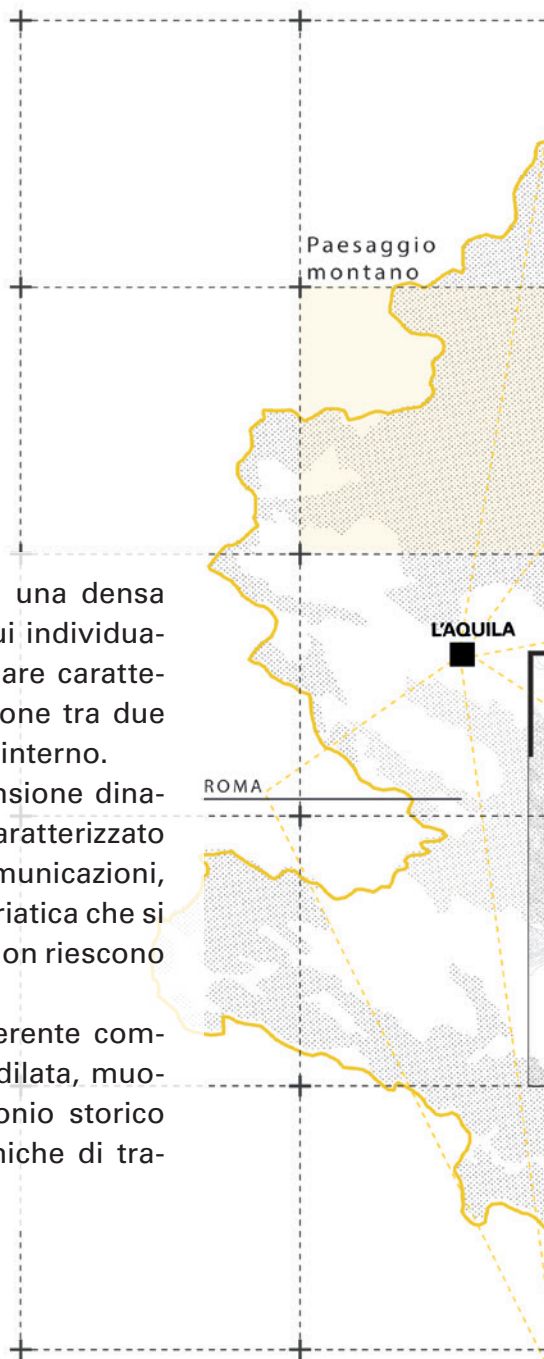 Paesaggio
montano
una densa
ui individua-
are caratte-
one tra due
interno.
nsione dina-
aratterizzato
municazioni,
riatica che si
on riescono
erente com-
dilata, muo-
onio storico
niche di tra-
L'AQUILA
ROMA